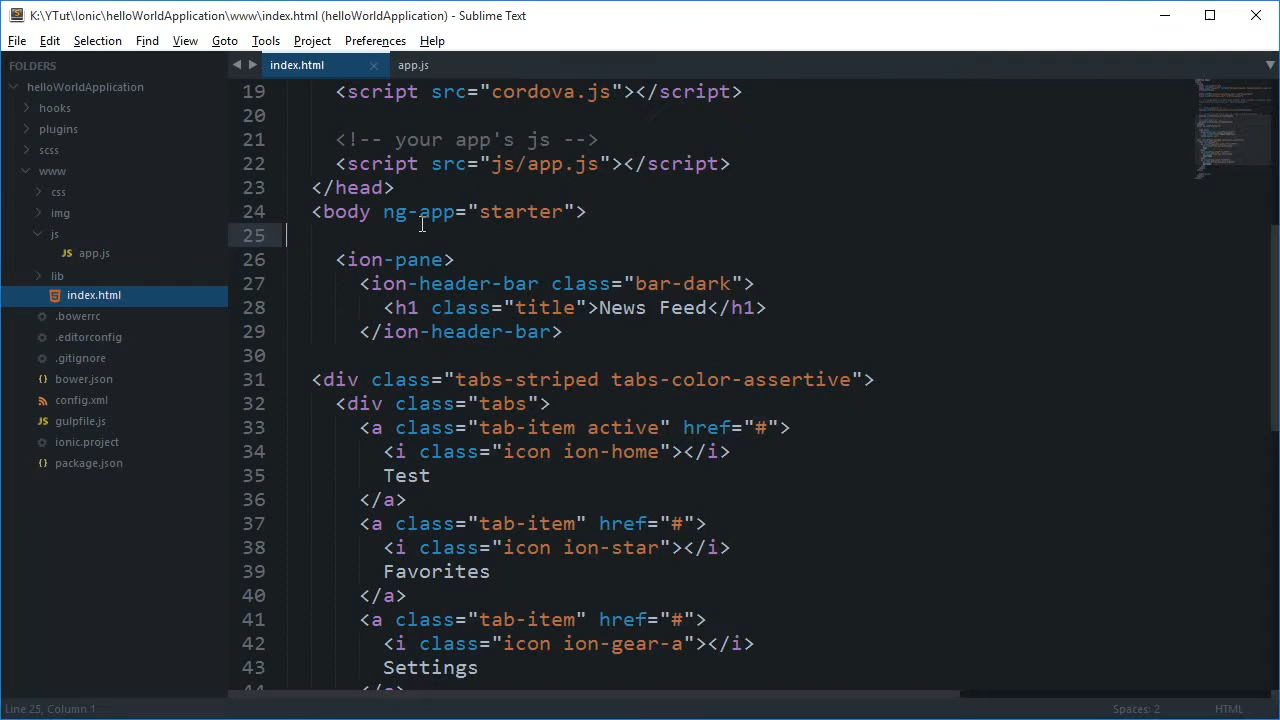 K:\YTut\Ionic\helloWorldApplication\www\index.html (helloWorldApplication) - Sublime Text
File Edit Selection Find View Goto Tools Project Preferences Help
FOLDERS
helloWorldApplication
hooks
plugins
scss
www
css
img
js
app.js
lib
index.html
.bowerrc
.editorconfig
.gitignore
bower.json
config.xml
gulpfile.js
ionic.project
package.json
index.html app.js
19 <script src="cordova.js"></script>
20
21 <!-- your app's js -->
22 <script src="js/app.js"></script>
23 </head>
24 <body ng-app="starter">
25
26 <ion-pane>
27 <ion-header-bar class="bar-dark">
28 <h1 class="title">News Feed</h1>
29 </ion-header-bar>
30
31 <div class="tabs-striped tabs-color-assertive">
32 <div class="tabs">
33 <a class="tab-item active" href="#">
34 <i class="icon ion-home"></i>
35 Test
36 </a>
37 <a class="tab-item" href="#">
38 <i class="icon ion-star"></i>
39 Favorites
40 </a>
41 <a class="tab-item" href="#">
42 <i class="icon ion-gear-a"></i>
43 Settings
44 </a>
Line 25, Column 1 Spaces: 2 HTML